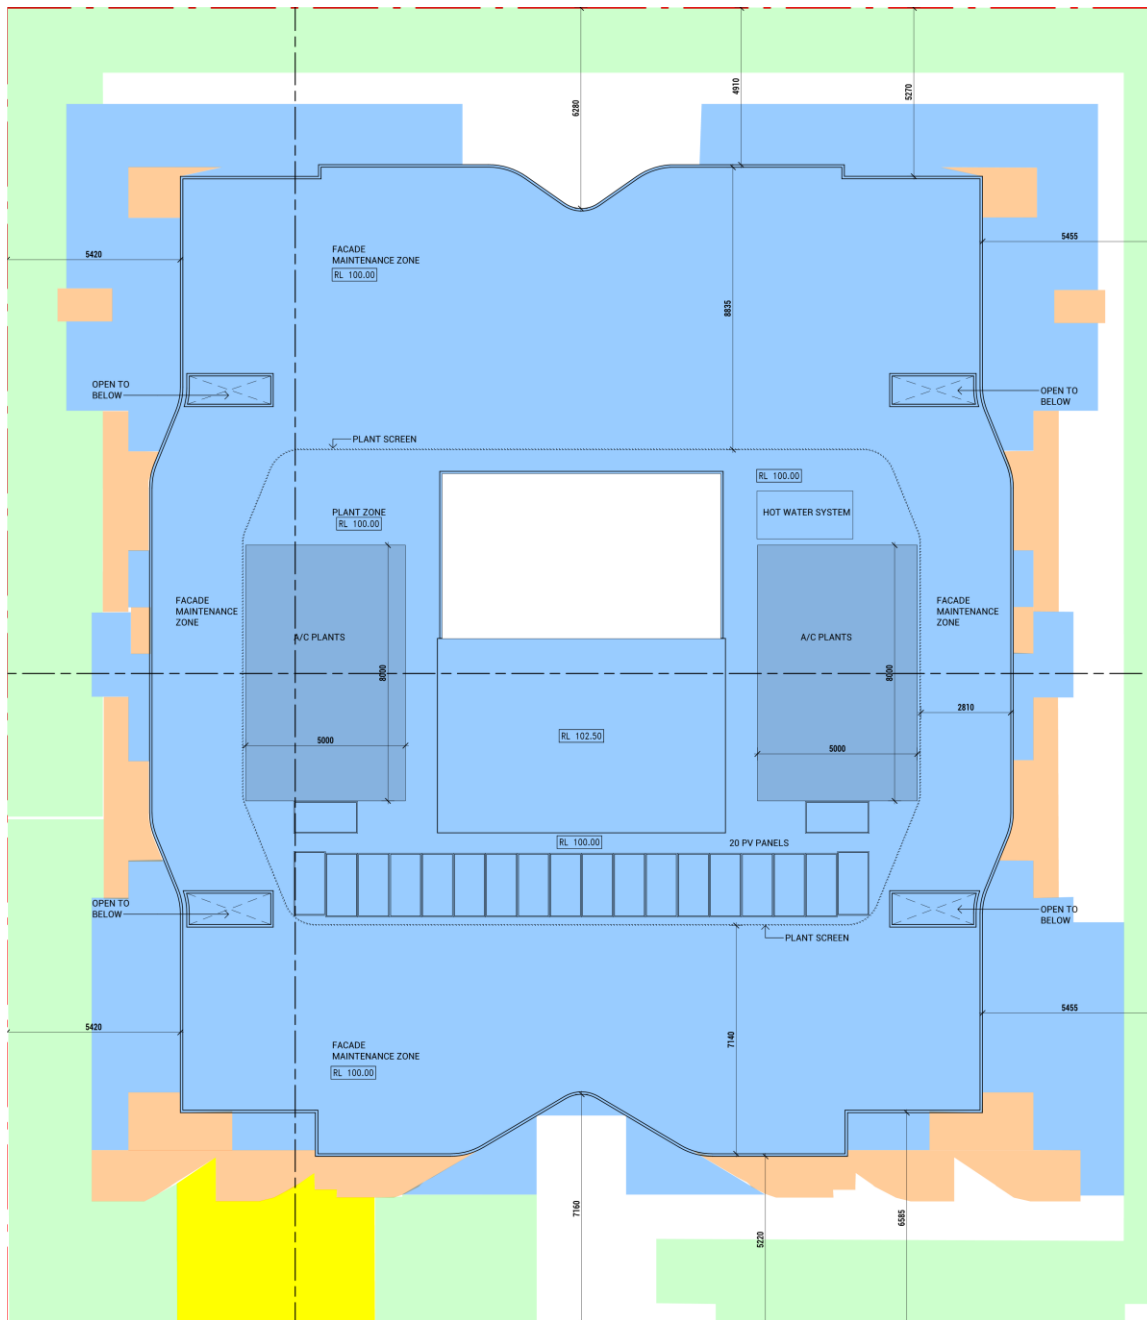 6280
4910
5270
5420
FACADE
MAINTENANCE ZONE
RL 100.00
8835
5455
OPEN TO
BELOW
OPEN TO
BELOW
PLANT SCREEN
PLANT ZONE
RL 100.00
RL 100.00
HOT WATER SYSTEM
FACADE
MAINTENANCE
ZONE
A/C PLANTS
8000
5000
RL 102.50
A/C PLANTS
8000
5000
FACADE
MAINTENANCE
ZONE
2810
RL 100.00
20 PV PANELS
OPEN TO
BELOW
OPEN TO
BELOW
PLANT SCREEN
5420
FACADE
MAINTENANCE ZONE
RL 100.00
7140
5455
7160
5220
6585